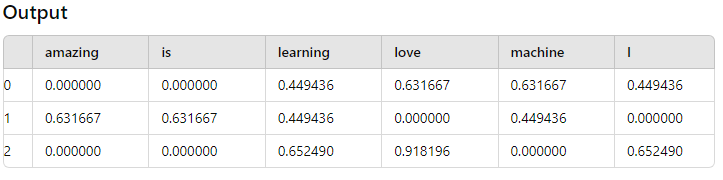 Output
amazing is learning love machine I
0 0.000000 0.000000 0.449436 0.631667 0.631667 0.449436
1 0.631667 0.631667 0.449436 0.000000 0.449436 0.000000
2 0.000000 0.000000 0.652490 0.918196 0.000000 0.652490